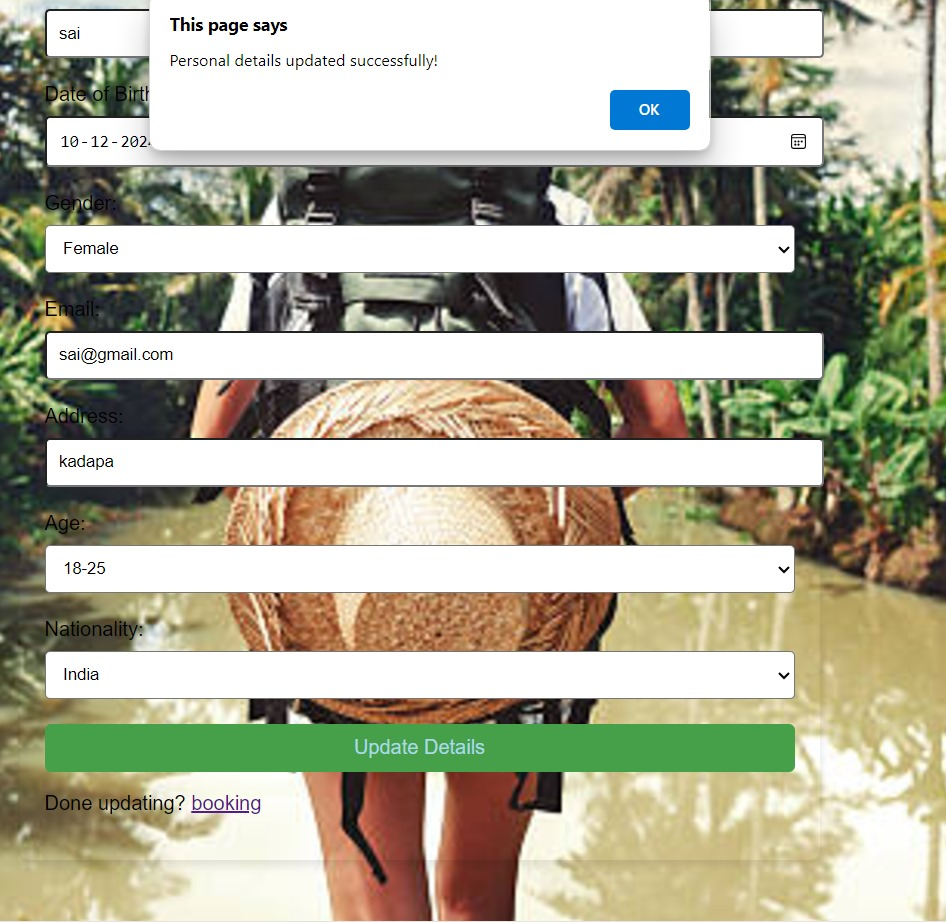 This page says
sai
Personal details updated successfully!
Date of Birth
OK
10-12-202
Gender:
Female
Email:
sai@gmail.com
Address:
kadapa
Age:
18-25
Nationality:
India
Update Details
Done updating? booking